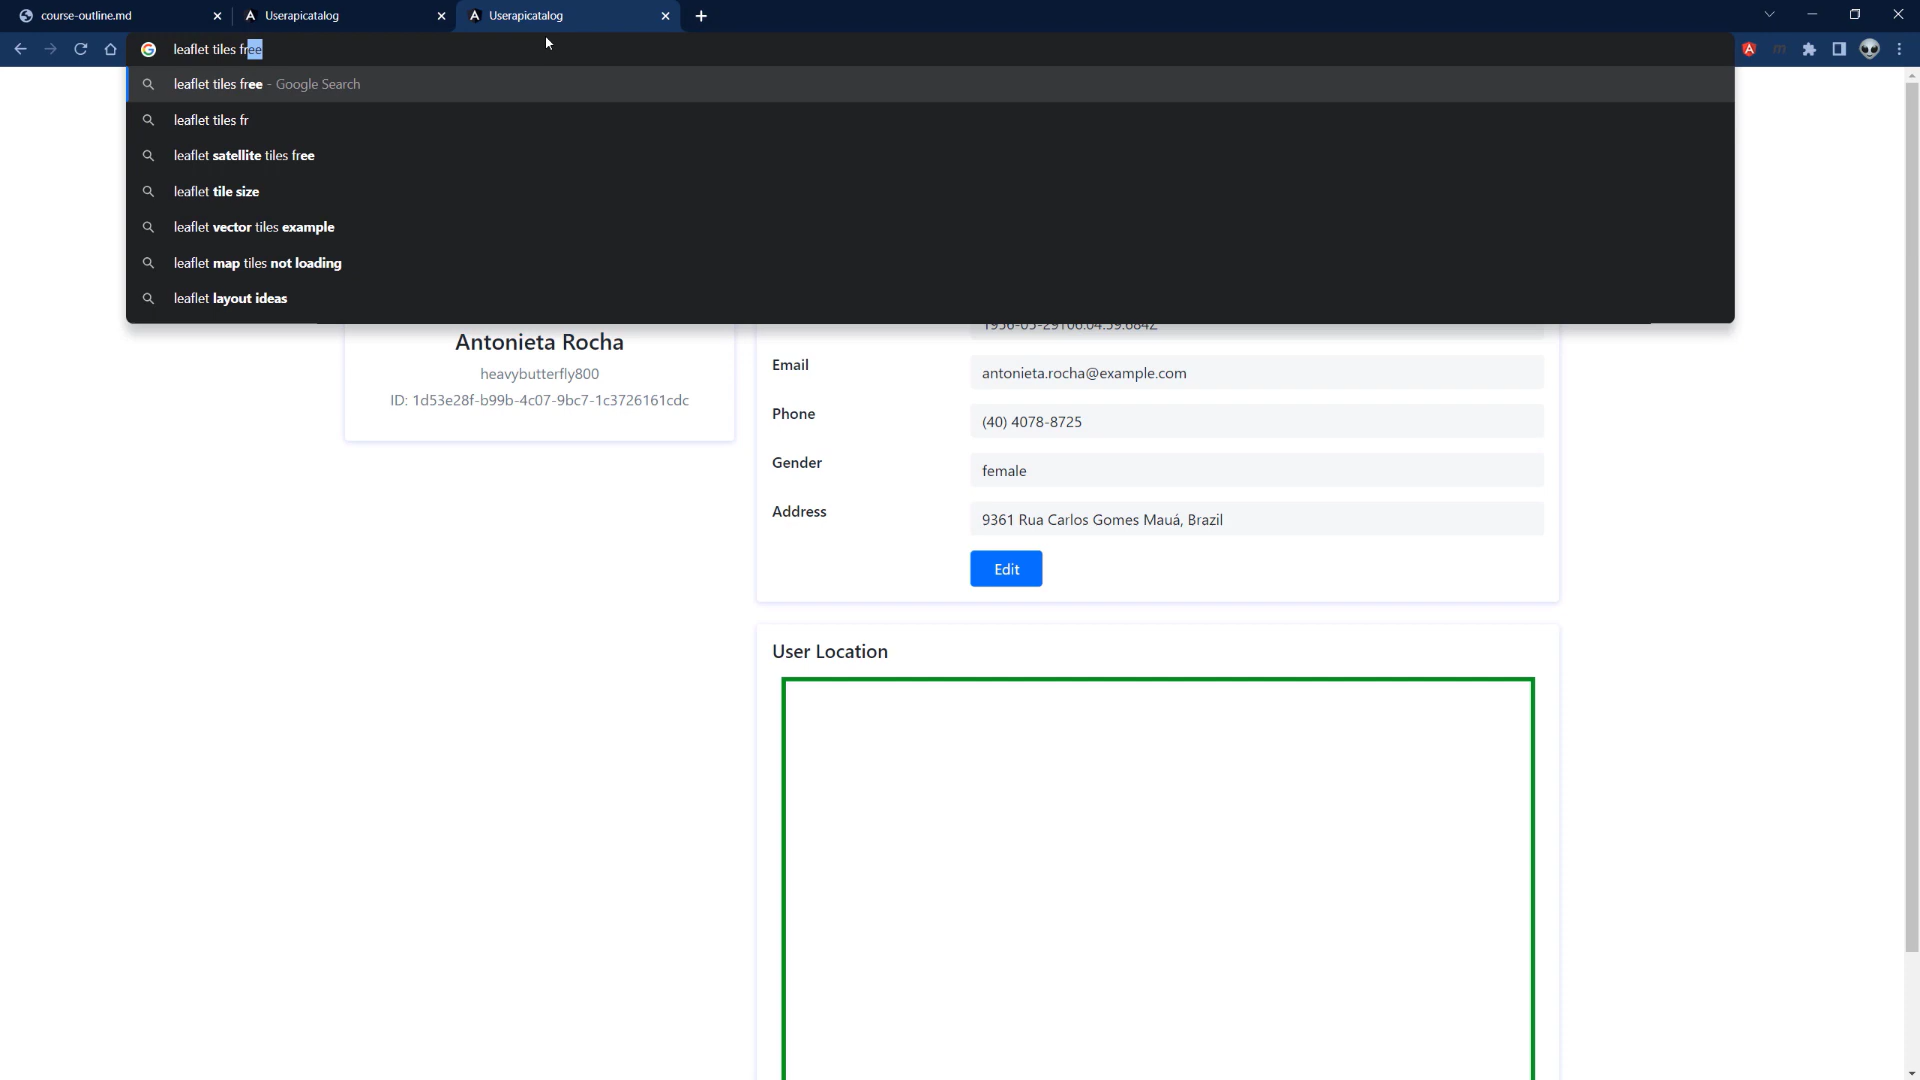 course-outline.md
Userapicatalog
Userapicatalog
leaflet tiles free
leaflet tiles free - Google Search
leaflet tiles fr
leaflet satellite tiles free
leaflet tile size
leaflet vector tiles example
leaflet map tiles not loading
leaflet layout ideas
Antonieta Rocha
heavybutterfly800
ID: 1d53e28f-b99b-4c07-9bc7-1c3726161cdc
Email
antonieta.rocha@example.com
Phone
(40) 4078-8725
Gender
female
Address
9361 Rua Carlos Gomes Mauá, Brazil
Edit
User Location